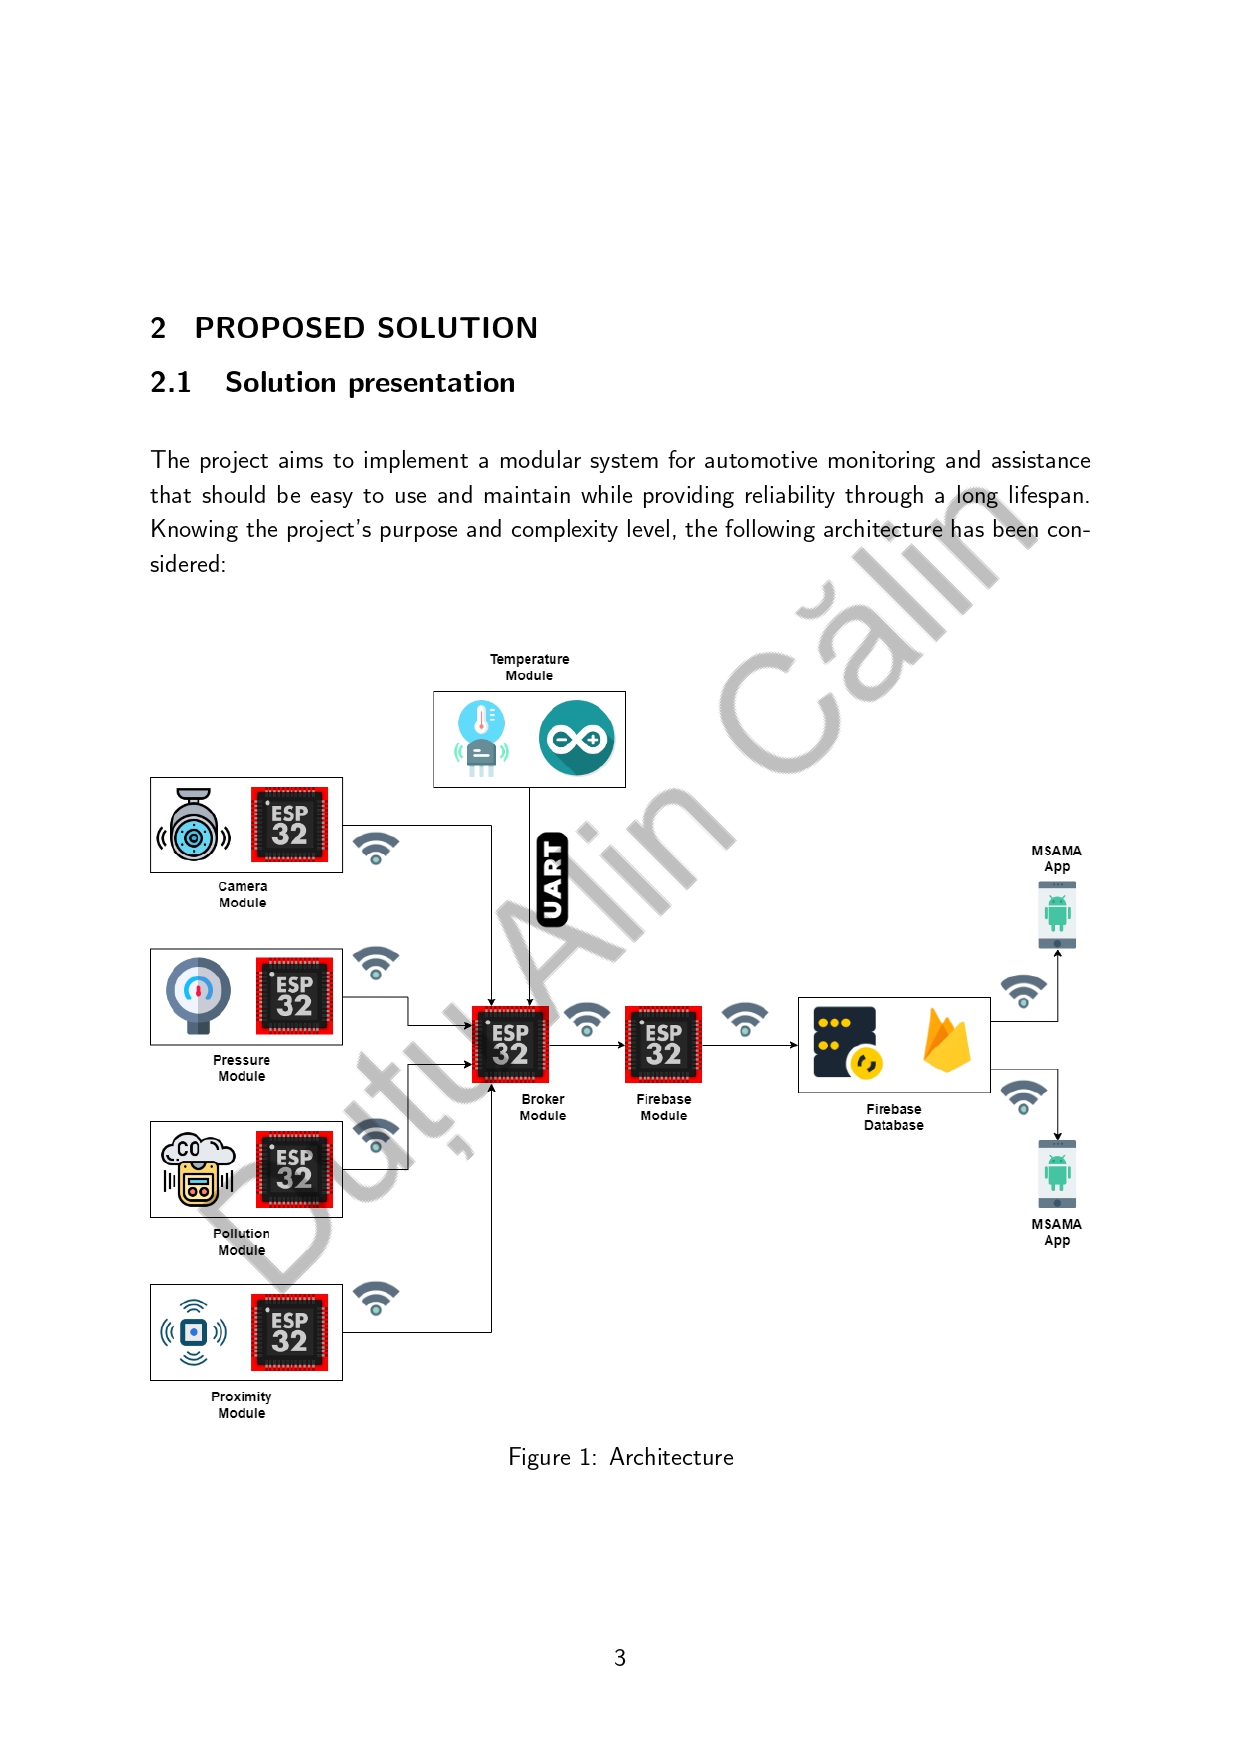 2 PROPOSED SOLUTION
2.1 Solution presentation
The project aims to implement a modular system for automotive monitoring and assistance
that should be easy to use and maintain while providing reliability through a long lifespan.
Knowing the project's purpose and complexity level, the following architecture has been con-
sidered:
Temperature
Module
ESP
32
Camera
Module
UART
MSAMA
App
ESP
32
Pressure
Module
ESP
32
Broker
Module
ESP
32
Firebase
Module
Firebase
Database
CO
ESP
32
Pollution
Module
MSAMA
App
ESP
32
Proximity
Module
Duțu Alin Călin
Figure 1: Architecture
3